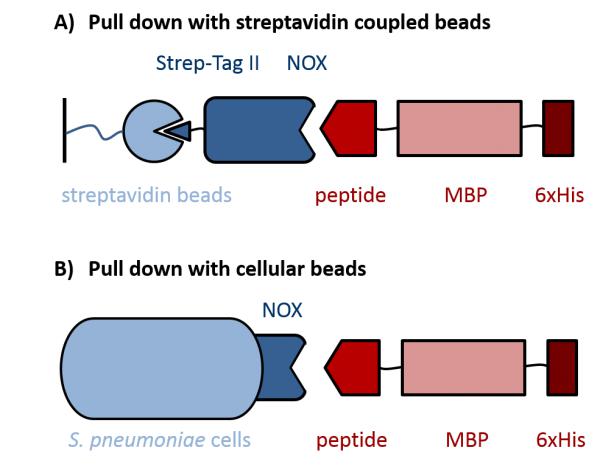 A) Pull down with streptavidin coupled beads
Strep-Tag II NOX
streptavidin beads peptide MBP 6xHis
B) Pull down with cellular beads
NOX
S. pneumoniae cells peptide MBP 6xHis